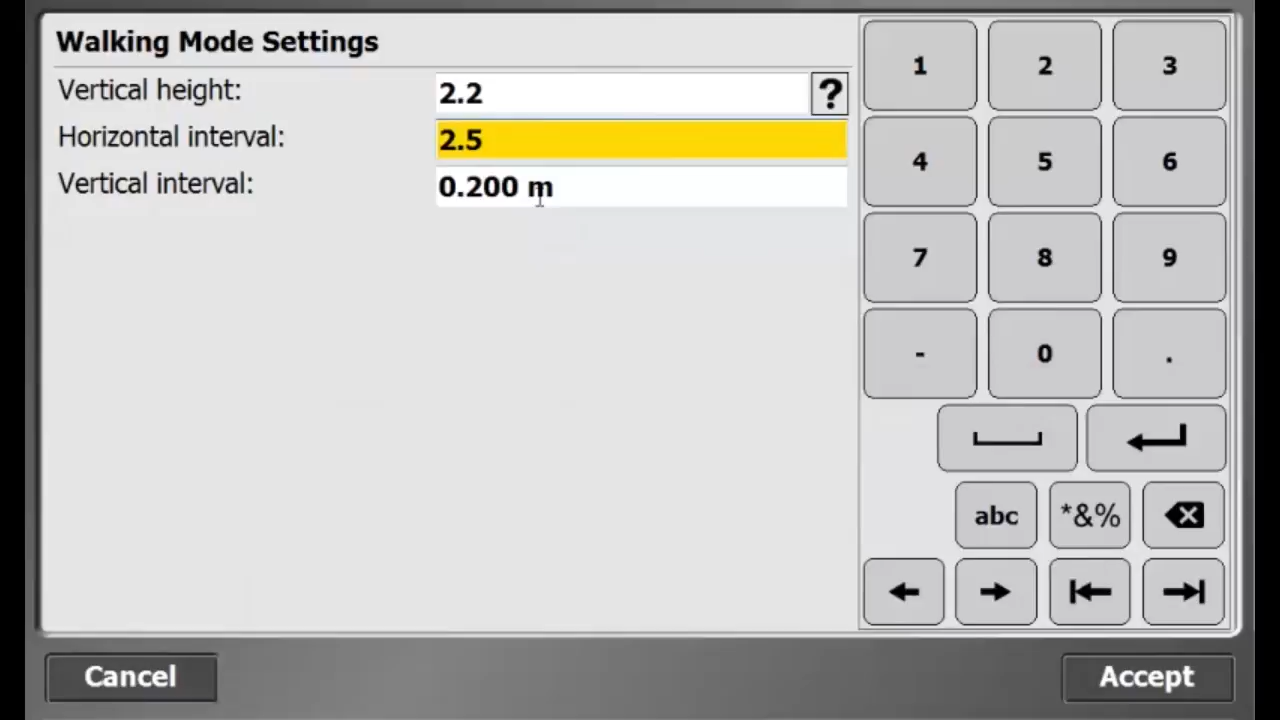 Walking Mode Settings
Vertical height: 2.2 ?
Horizontal interval: 2.5
Vertical interval: 0.200 m
1 2 3
4 5 6
7 8 9
- 0 .
abc *&%
Cancel Accept